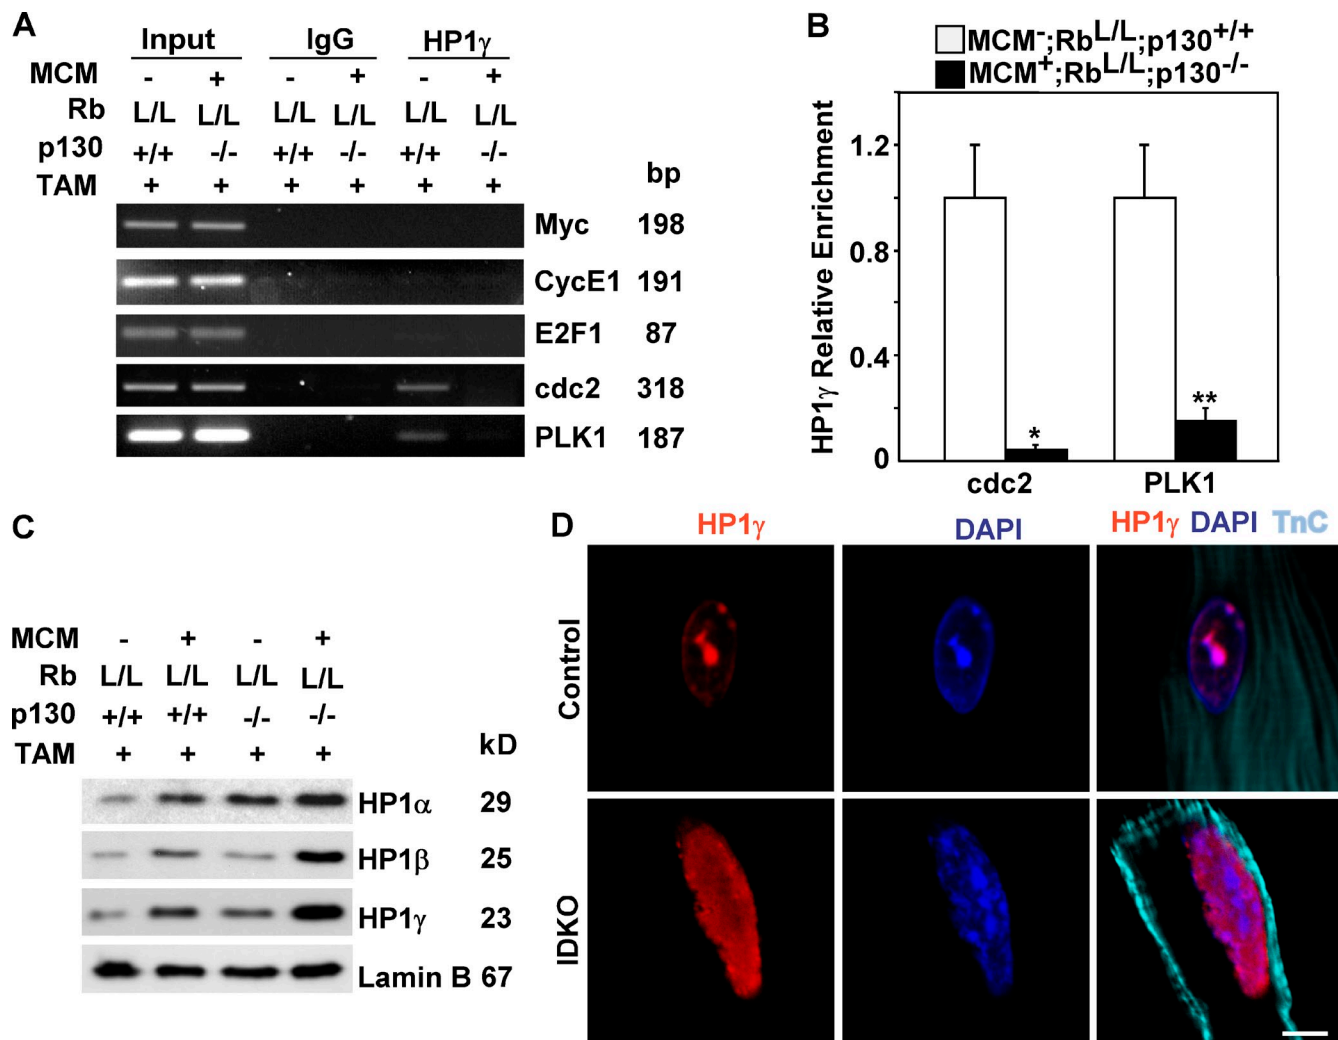 A
Input IgG HP1γ
MCM - + - + - +
Rb L/L L/L L/L L/L L/L L/L
p130 +/+ -/- +/+ -/- +/+ -/-
TAM + + + + + +
bp
Myc 198
CycE1 191
E2F1 87
cdc2 318
PLK1 187
B
MCM-;RbL/L;p130+/+
MCM+;RbL/L;p130-/-
HP1γ Relative Enrichment
1.2
0.8
0.4
0
*
**
cdc2 PLK1
C
MCM - + - +
Rb L/L L/L L/L L/L
p130 +/+ +/+ -/- -/-
TAM + + + +
kD
HP1α 29
HP1β 25
HP1γ 23
Lamin B 67
D
HP1γ DAPI HP1γ DAPI TnC
Control
IDKO